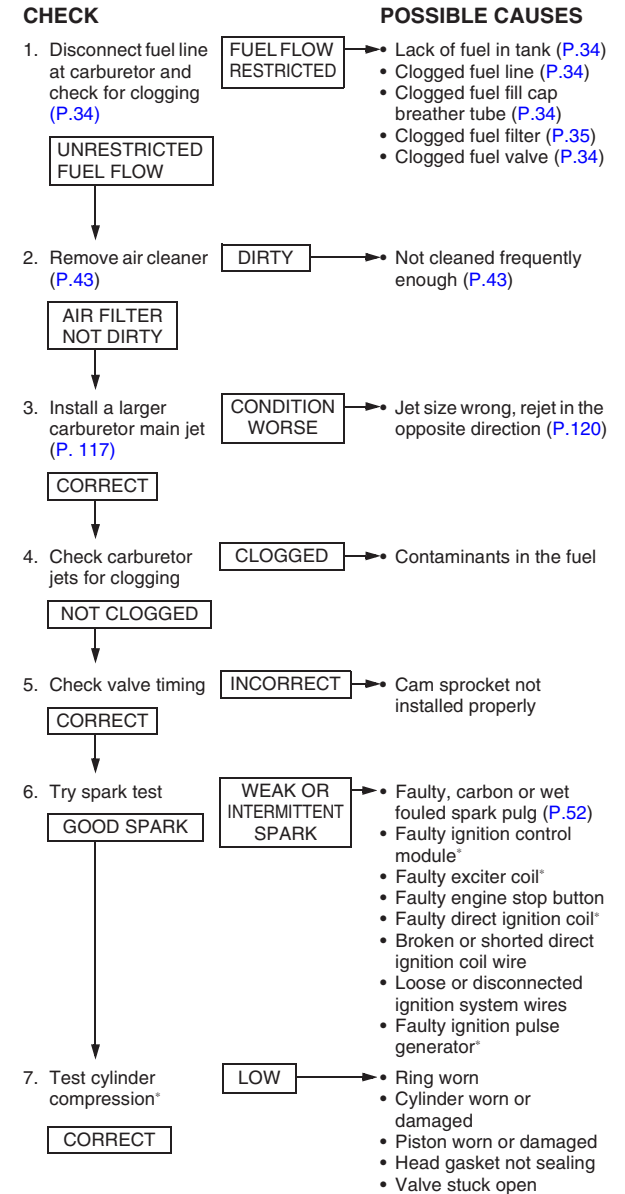 CHECK
POSSIBLE CAUSES
1. Disconnect fuel line
at carburetor and
check for clogging
(P.34)
FUEL FLOW
RESTRICTED
• Lack of fuel in tank (P.34)
• Clogged fuel line (P.34)
• Clogged fuel fill cap
breather tube (P.34)
• Clogged fuel filter (P.35)
• Clogged fuel valve (P.34)
UNRESTRICTED
FUEL FLOW
2. Remove air cleaner
(P.43)
DIRTY
• Not cleaned frequently
enough (P.43)
AIR FILTER
NOT DIRTY
3. Install a larger
carburetor main jet
(P. 117)
CONDITION
WORSE
• Jet size wrong, rejet in the
opposite direction (P.120)
CORRECT
4. Check carburetor
jets for clogging
CLOGGED
• Contaminants in the fuel
NOT CLOGGED
5. Check valve timing
INCORRECT
• Cam sprocket not
installed properly
CORRECT
6. Try spark test
WEAK OR
INTERMITTENT
SPARK
• Faulty, carbon or wet
fouled spark pulg (P.52)
• Faulty ignition control
module*
• Faulty exciter coil*
• Faulty engine stop button
• Faulty direct ignition coil*
• Broken or shorted direct
ignition coil wire
• Loose or disconnected
ignition system wires
• Faulty ignition pulse
generator*
GOOD SPARK
7. Test cylinder
compression*
LOW
• Ring worn
• Cylinder worn or
damaged
• Piston worn or damaged
• Head gasket not sealing
• Valve stuck open
CORRECT